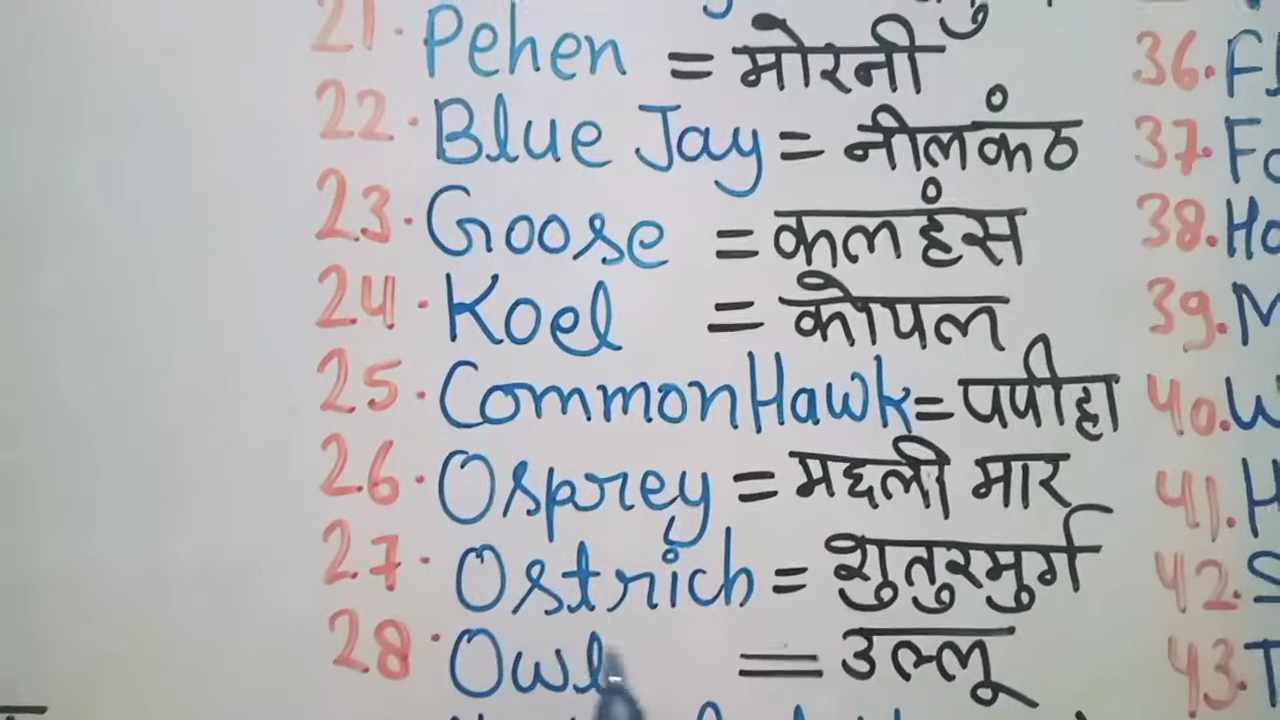 21. Pehen = मोरनी
22. Blue Jay = नीलकंठ
23. Goose = कलहंस
24. Koel = कोयल
25. Common Hawk = पपीहा
26. Osprey = मछली मार
27. Ostrich = शुतुरमुर्ग
28. Owl = उल्लू
36.
37.
38.
39.
40.
41.
42.
43.